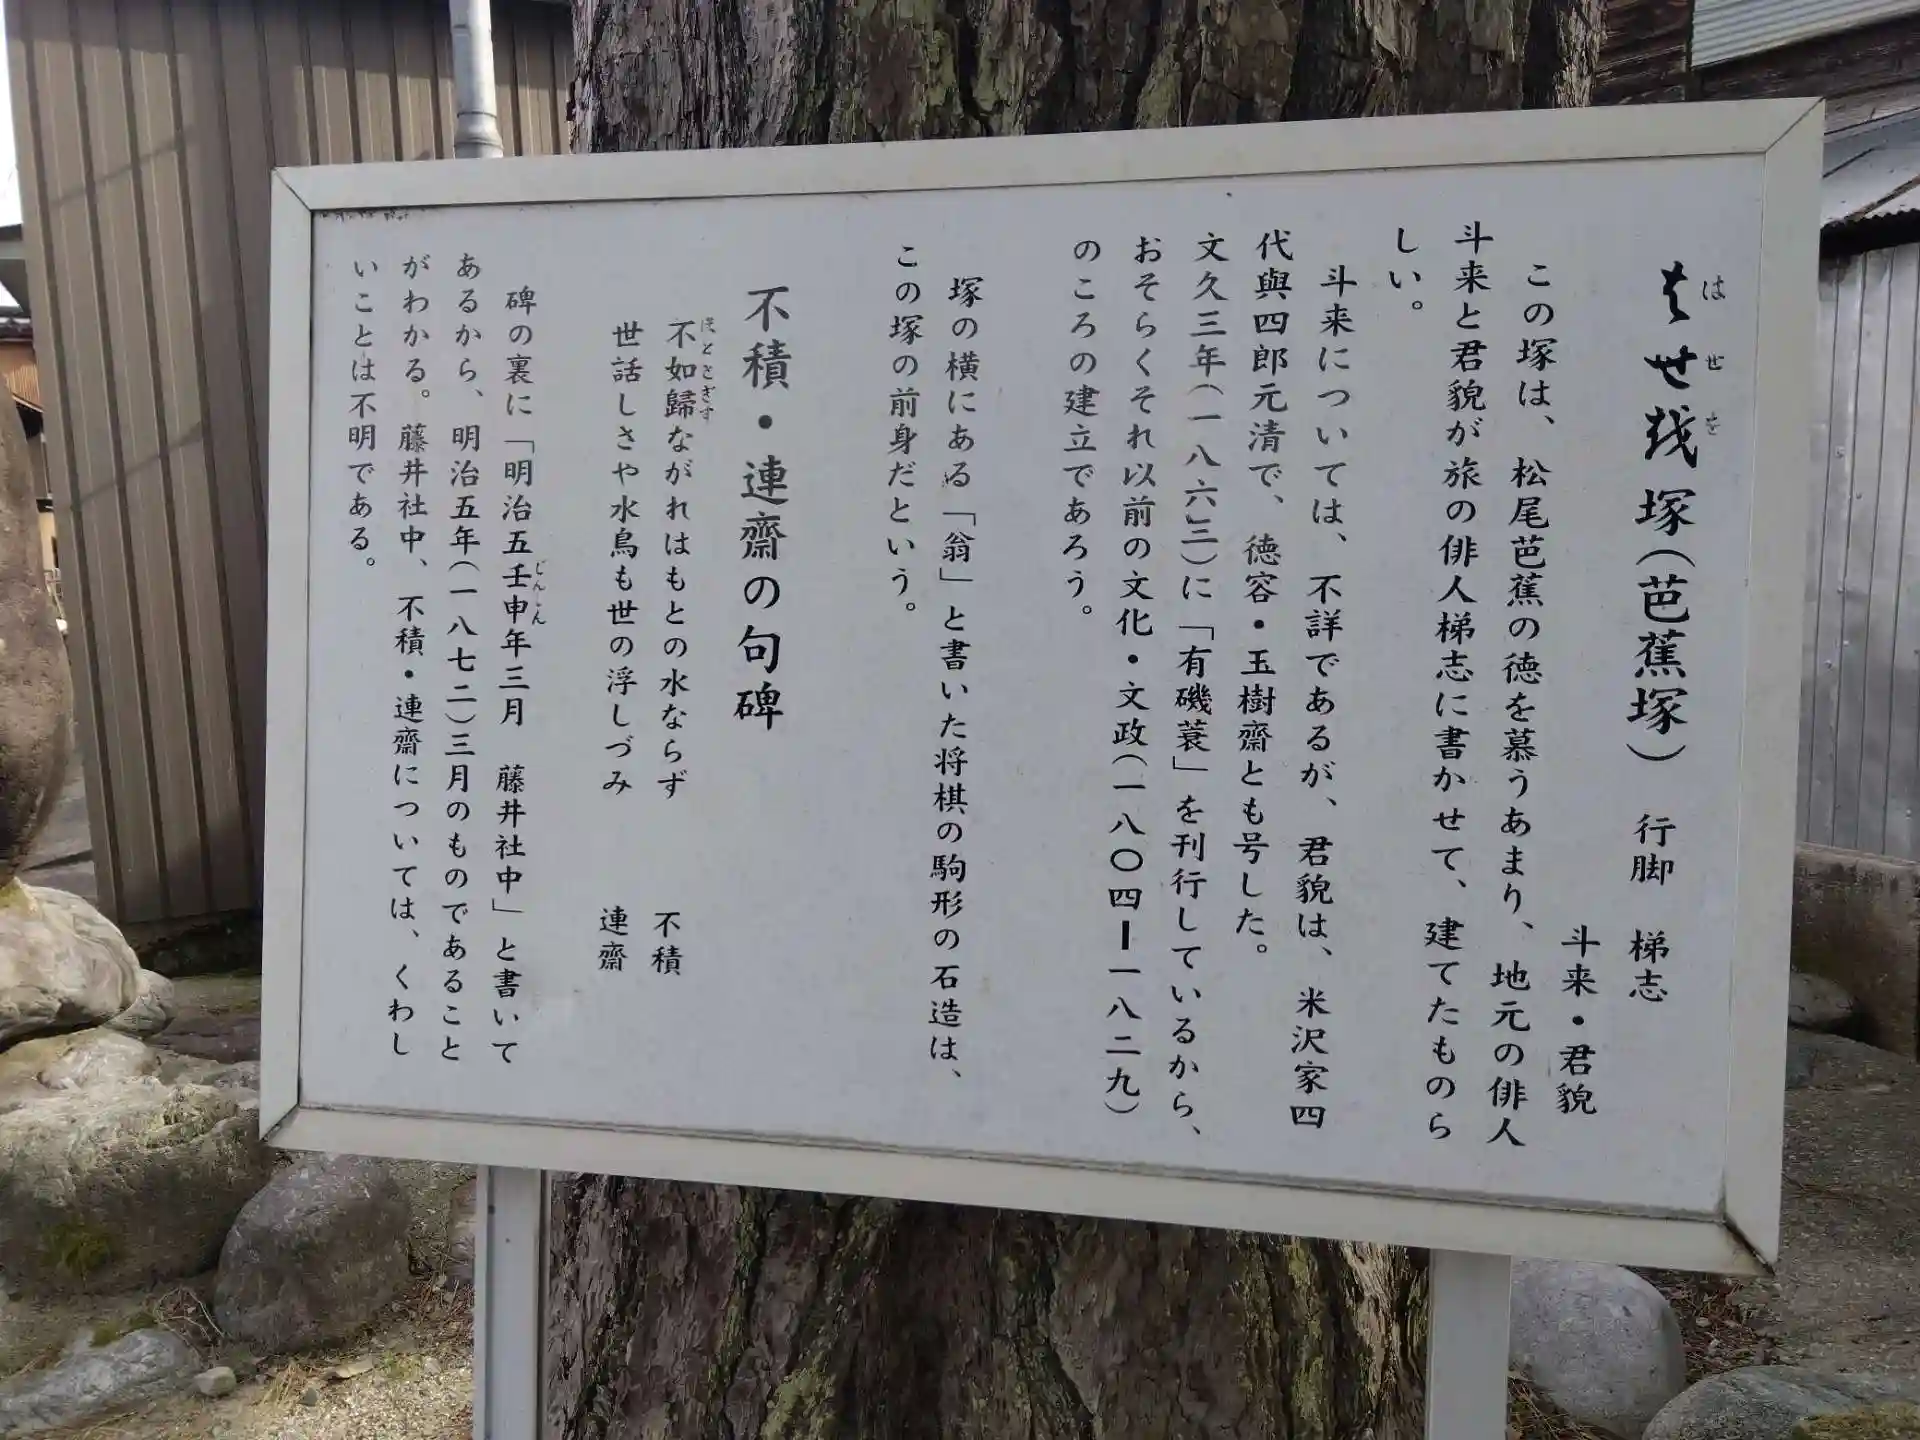 はせ越塚(芭蕉塚) 行脚 梯志
はせを
斗来・君貌
この塚は、松尾芭蕉の徳を慕うあまり、地元の俳人
斗来と君貌が旅の俳人梯志に書かせて、建てたものら
しい。
斗来については、不詳であるが、君貌は、米沢家四
代與四郎元清で、徳容・玉樹齋とも号した。
文久三年(一八六三)に「有磯蓑」を刊行しているから、
おそらくそれ以前の文化・文政(一八〇四ー一八二九)
のころの建立であろう。
塚の横にある「翁」と書いた将棋の駒形の石造は、
この塚の前身だという。
不積・連齋の句碑
不如歸ながれはもとの水ならず 不積
ほととぎす
世話しさや水鳥も世の浮しづみ 連齋
碑の裏に「明治五壬申年三月 藤井社中」と書いて
じんしん
あるから、明治五年(一八七二)三月のものであること
がわかる。藤井社中、不積・連齋については、くわし
いことは不明である。